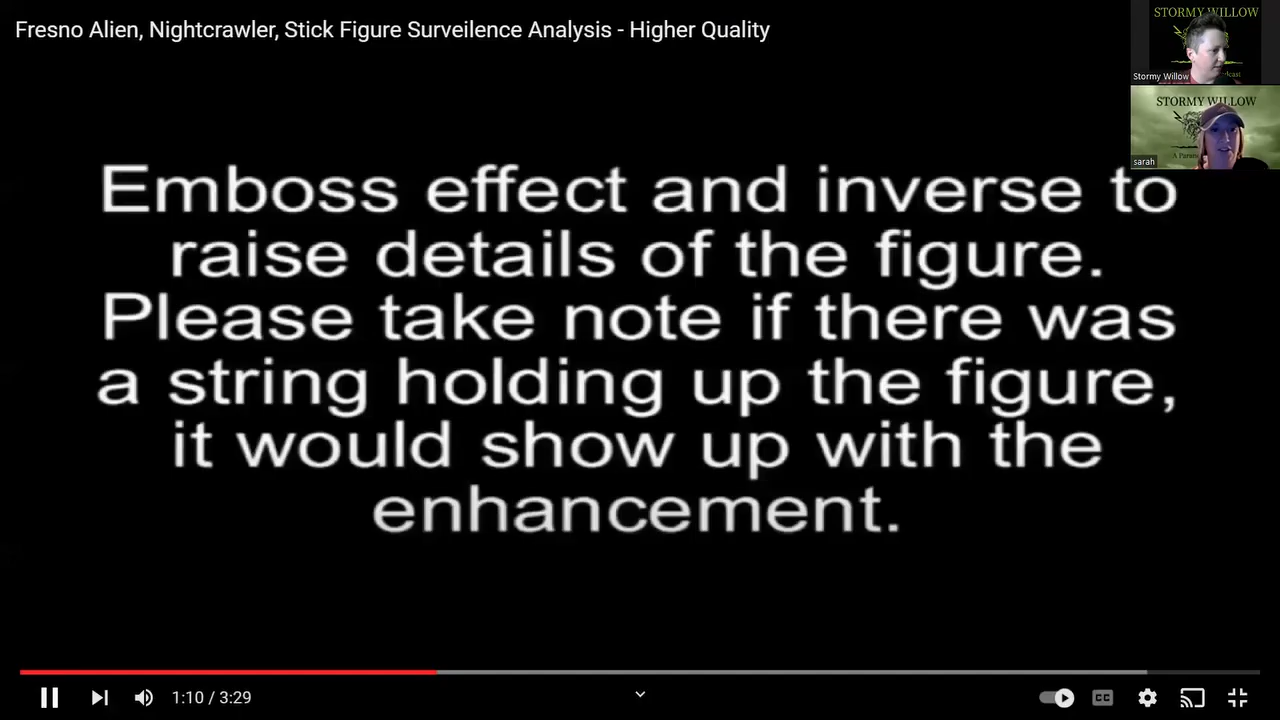 Fresno Alien, Nightcrawler, Stick Figure Surveilence Analysis - Higher Quality
STORMY WILLOW
Stormy Willow
STORMY WILLOW
sarah
Emboss effect and inverse to
raise details of the figure.
Please take note if there was
a string holding up the figure,
it would show up with the
enhancement.
1:10 / 3:29
CC